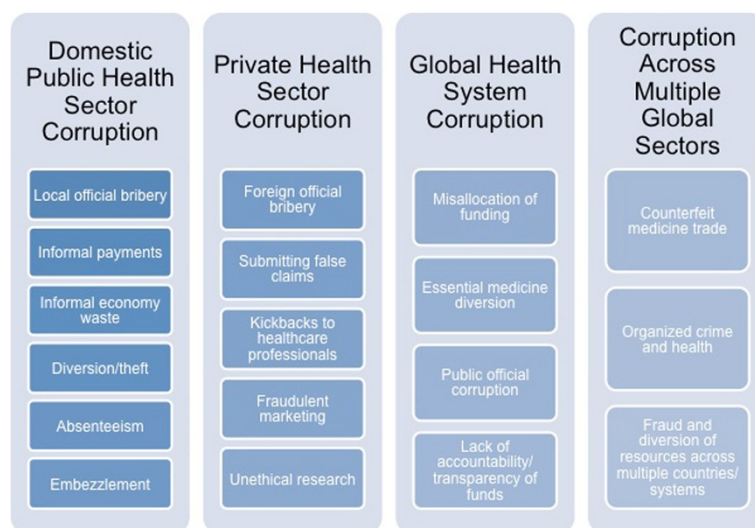 Domestic
Public Health
Sector
Corruption
Local official bribery
Informal payments
Informal economy
waste
Diversion/theft
Absenteeism
Embezzlement
Private Health
Sector
Corruption
Foreign official
bribery
Submitting false
claims
Kickbacks to
healthcare
professionals
Fraudulent
marketing
Unethical research
Global Health
System
Corruption
Misallocation of
funding
Essential medicine
diversion
Public official
corruption
Lack of
accountability/
transparency of
funds
Corruption
Across
Multiple
Global
Sectors
Counterfeit
medicine trade
Organized crime
and health
Fraud and
diversion of
resources across
multiple countries/
systems